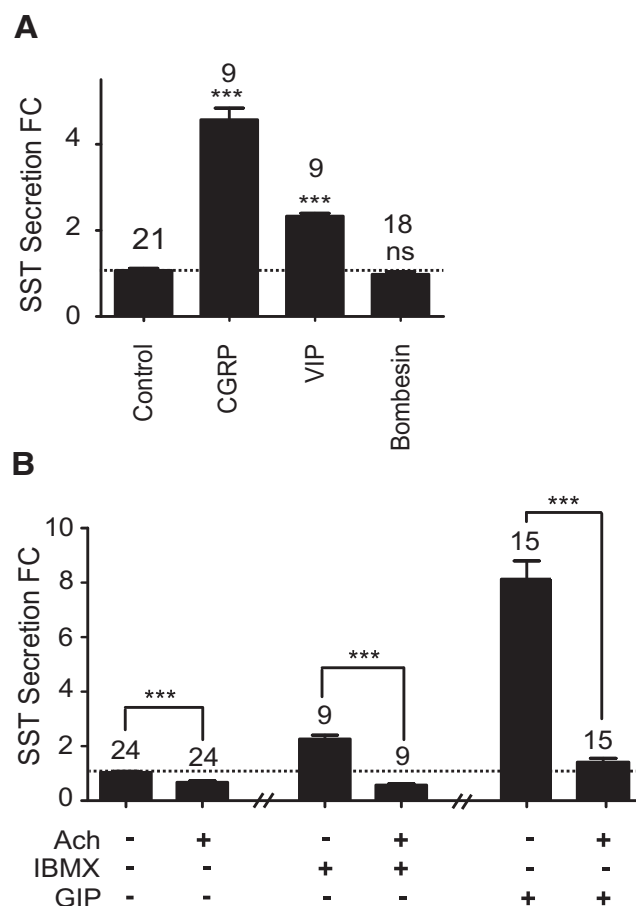 A
SST Secretion FC
4
2
0
21
9
***
9
***
18
ns
Control
CGRP
VIP
Bombesin
B
SST Secretion FC
10
8
6
4
2
0
***
24
24
***
9
9
***
15
15
Ach - + - + - +
IBMX - - + + - -
GIP - - - - + +